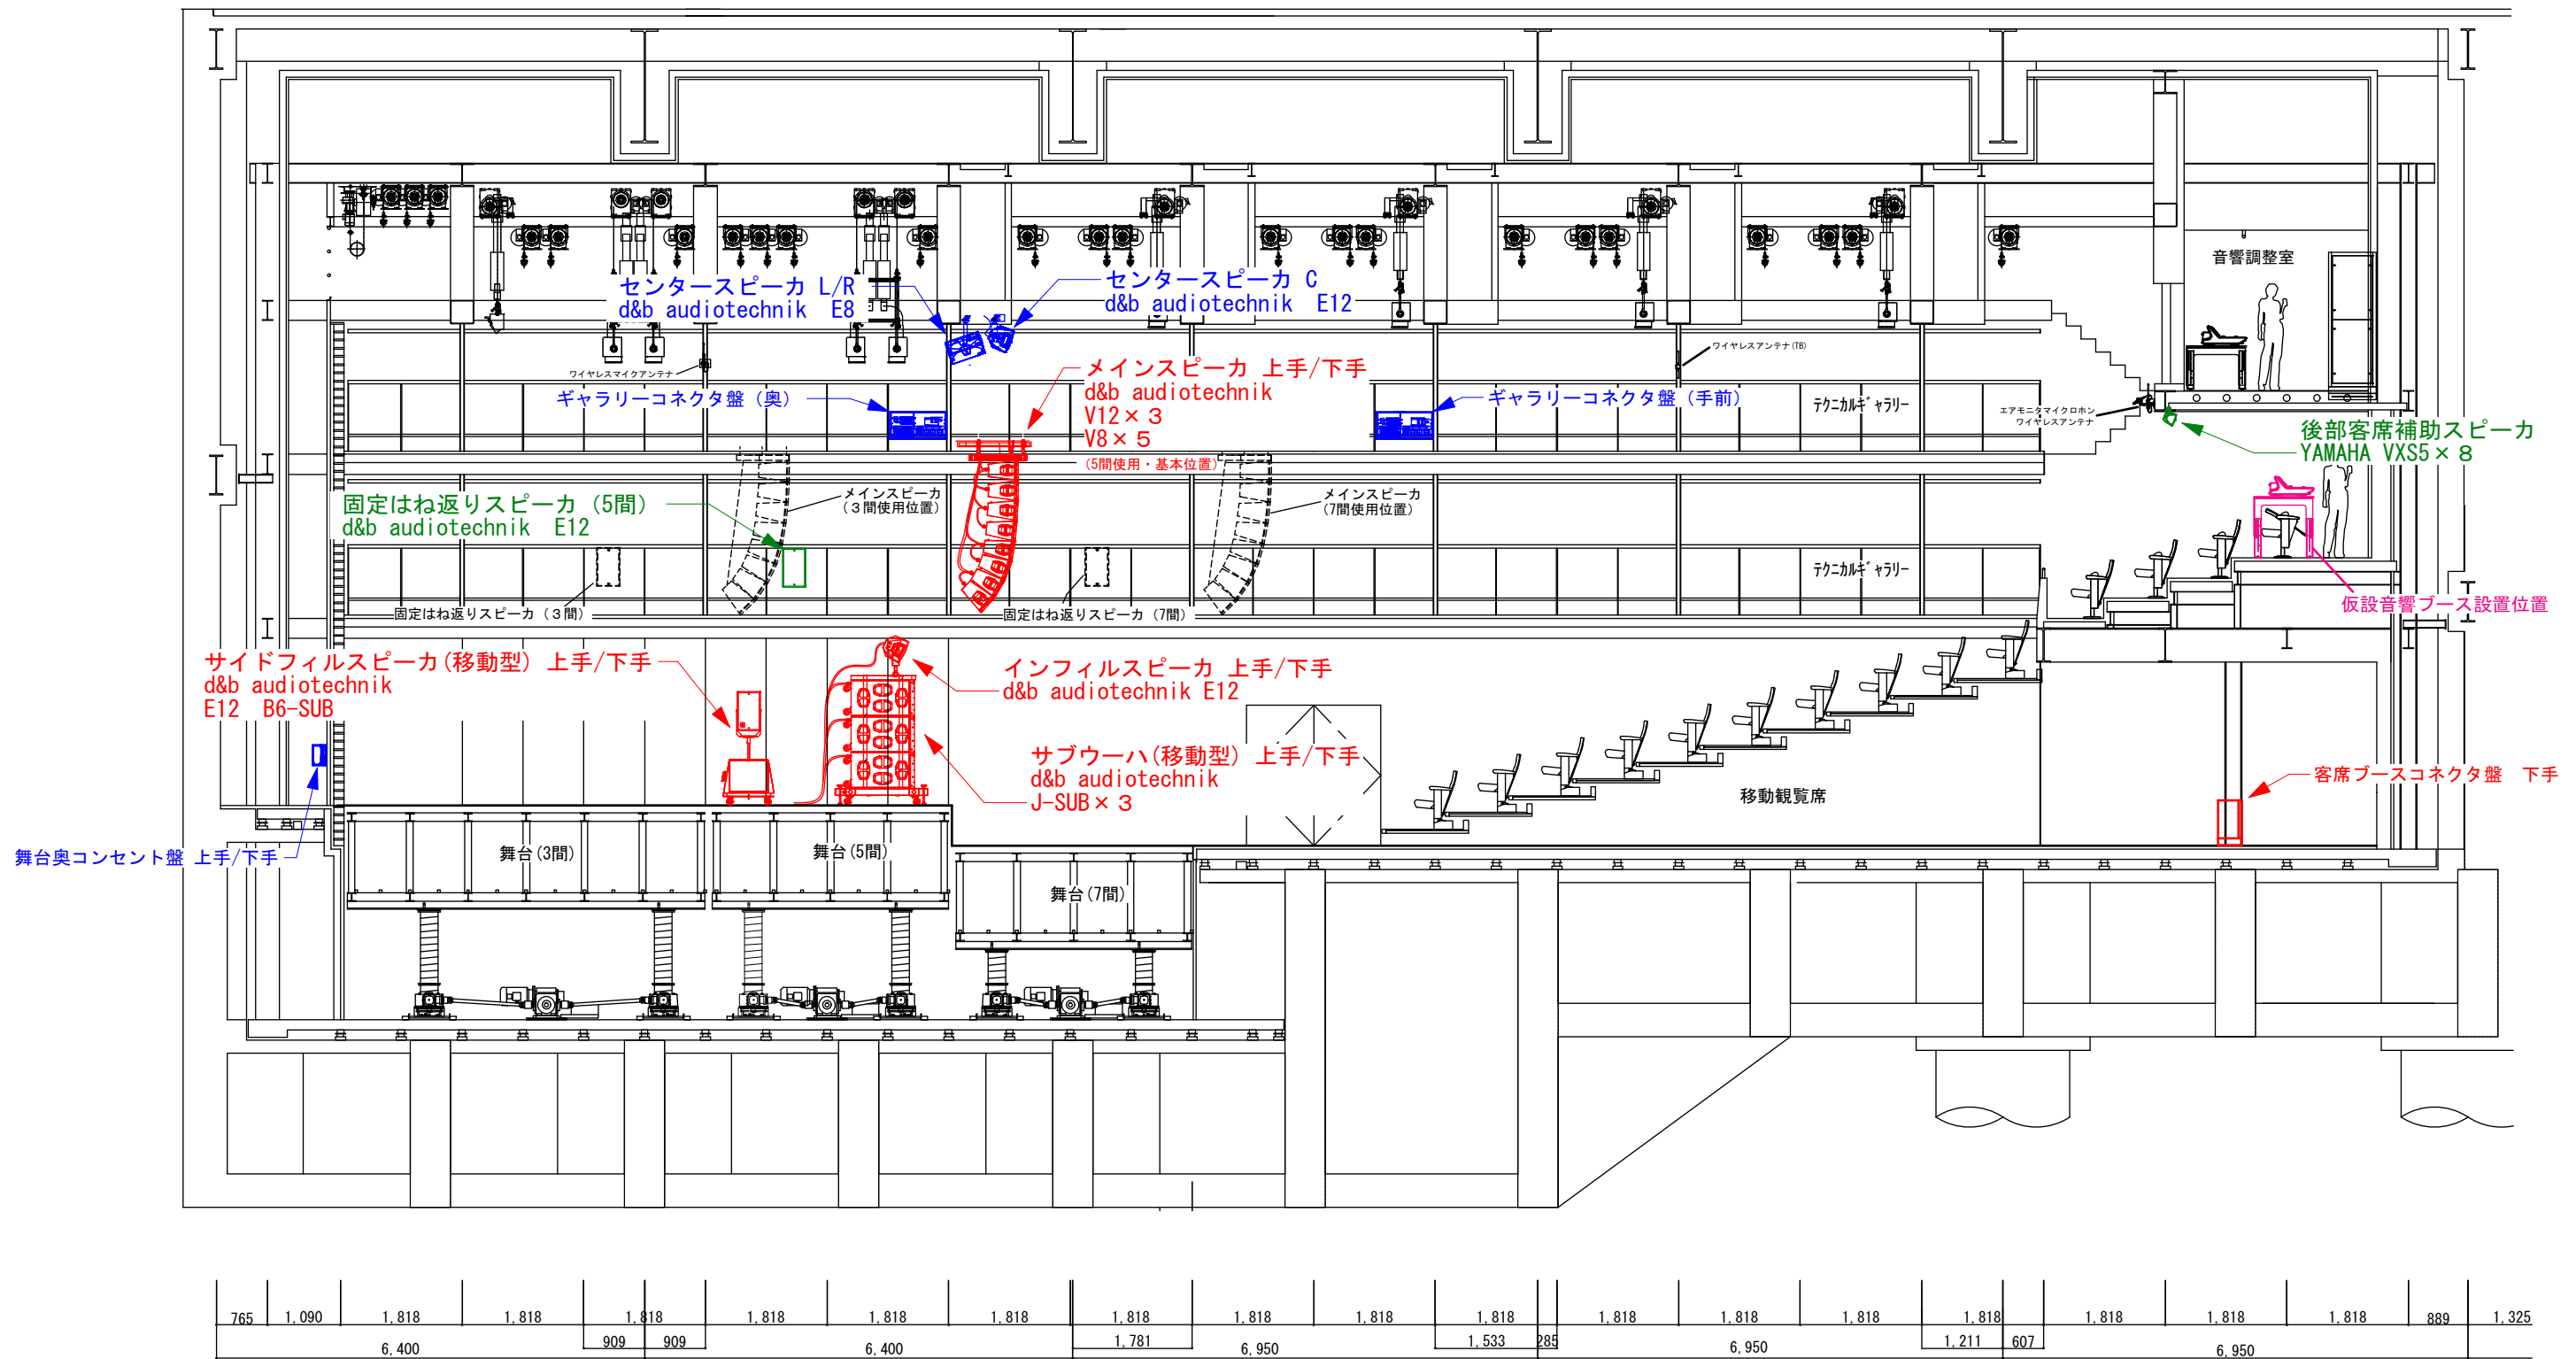 音響調整室
センタースピーカ L/R
d&b audiotechnik E8
センタースピーカ C
d&b audiotechnik E12
ワイヤレスマイクアンテナ
ワイヤレスアンテナ(TB)
メインスピーカ 上手/下手
d&b audiotechnik
V12×3
V8×5
(5間使用・基本位置)
ギャラリーコネクタ盤（奥）
ギャラリーコネクタ盤（手前）
テクニカルギャラリー
エアモニタマイクロホン
ワイヤレスアンテナ
後部客席補助スピーカ
YAMAHA VXS5×8
固定はね返りスピーカ（5間）
d&b audiotechnik E12
メインスピーカ
（３間使用位置）
メインスピーカ
（7間使用位置）
テクニカルギャラリー
固定はね返りスピーカ（３間）
固定はね返りスピーカ（7間）
仮設音響ブース設置位置
サイドフィルスピーカ(移動型) 上手/下手
d&b audiotechnik
E12 B6-SUB
インフィルスピーカ 上手/下手
d&b audiotechnik E12
サブウーハ(移動型) 上手/下手
d&b audiotechnik
J-SUB×3
移動観覧席
客席ブースコネクタ盤 下手
舞台奥コンセント盤 上手/下手
舞台(3間)
舞台(5間)
舞台(7間)
765 1,090 1,818 1,818 1,818 1,818 1,818 1,818 1,818 1,818 1,818 1,818 1,818 1,818 1,818 1,818 1,818 1,818 1,818 889 1,325
909 909 1,781 1,533 285 1,211 607
6,400 6,400 6,950 6,950 6,950